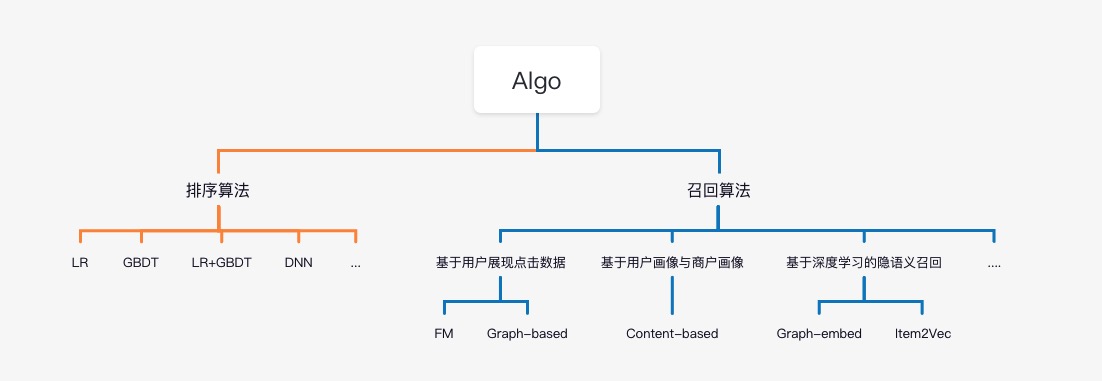 Algo
排序算法
召回算法
LR
GBDT
LR+GBDT
DNN
...
基于用户展现点击数据
基于用户画像与商户画像
基于深度学习的隐语义召回
....
FM
Graph-based
Content-based
Graph-embed
Item2Vec